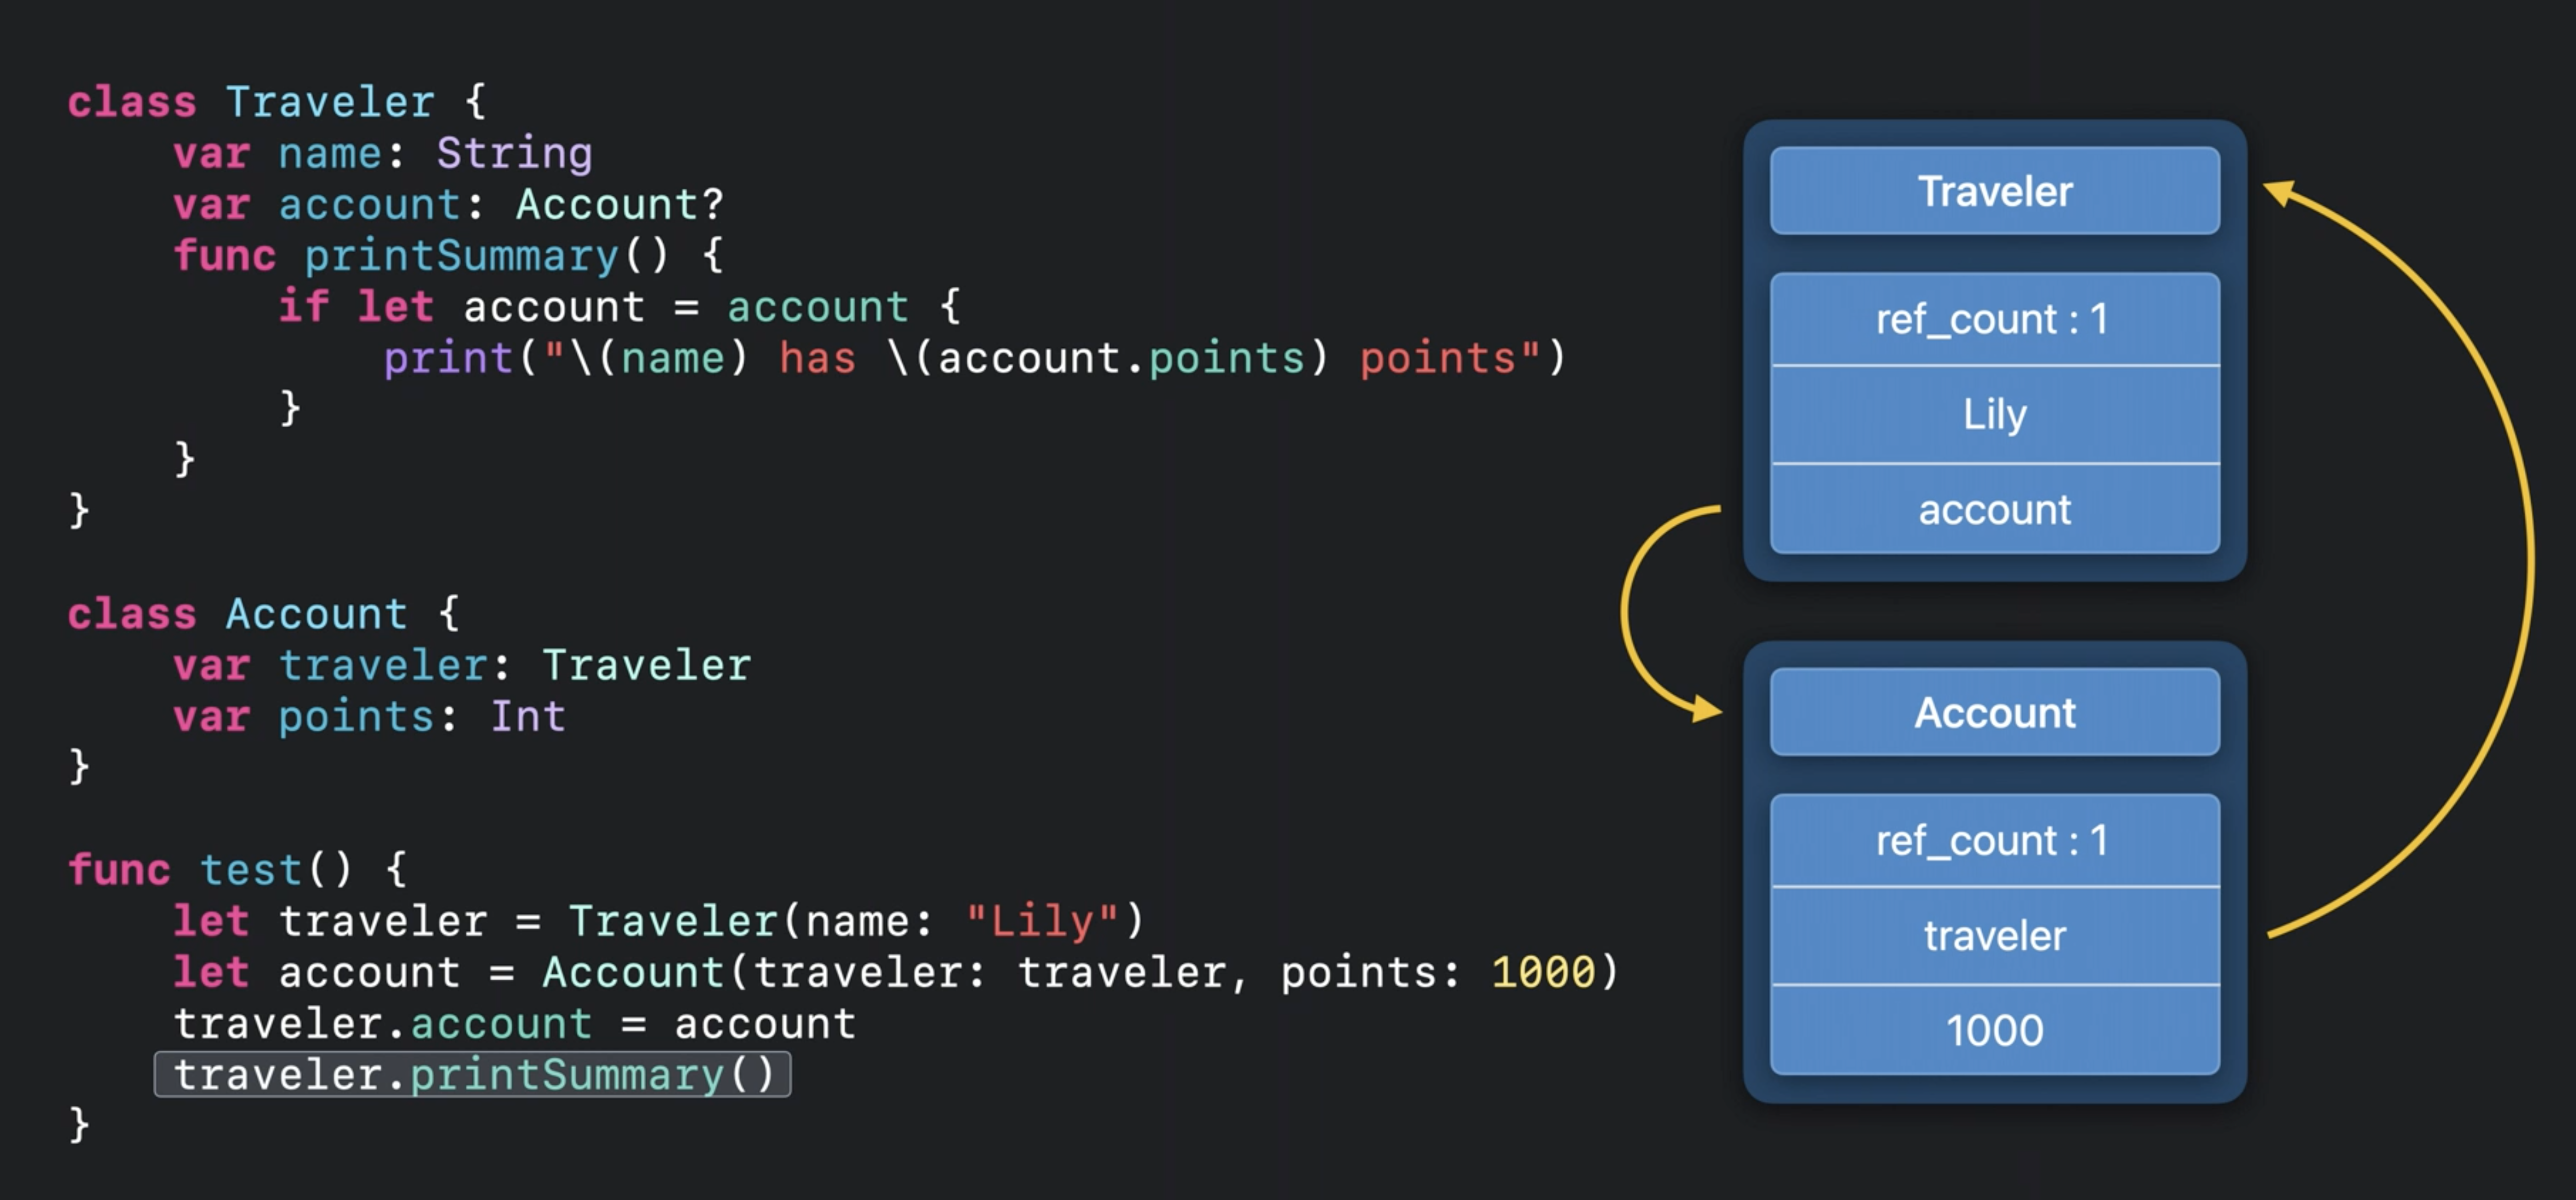 class Traveler {
    var name: String
    var account: Account?
    func printSummary() {
        if let account = account {
            print("\(name) has \(account.points) points")
        }
    }
}
class Account {
    var traveler: Traveler
    var points: Int
}
func test() {
    let traveler = Traveler(name: "Lily")
    let account = Account(traveler: traveler, points: 1000)
    traveler.account = account
    traveler.printSummary()
}
Traveler
ref_count : 1
Lily
account
Account
ref_count : 1
traveler
1000